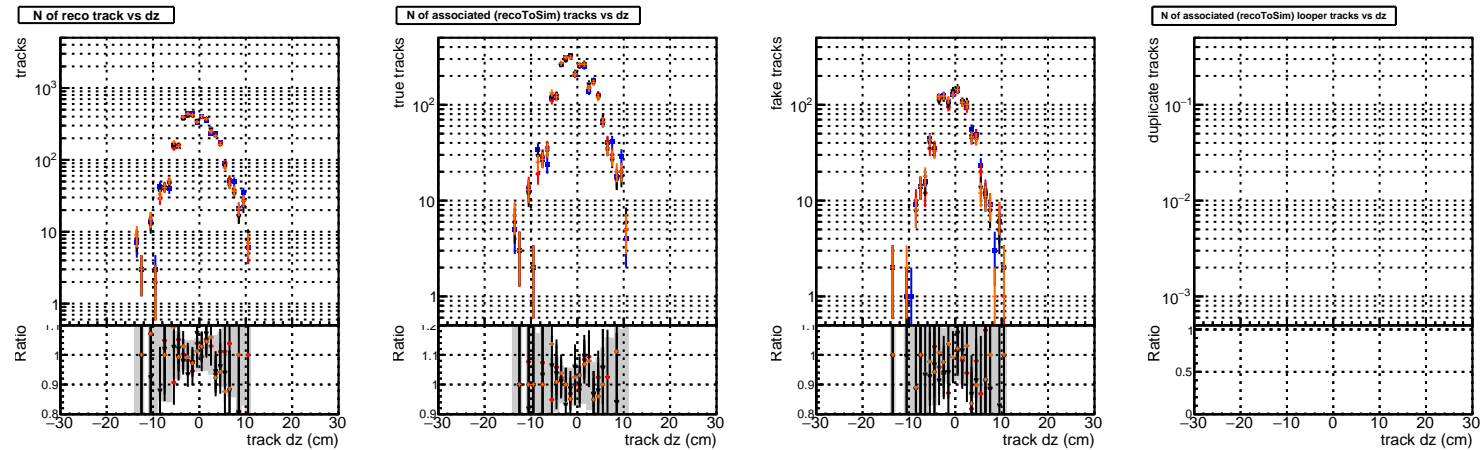 N of reco track vs dz
tracks
10³
10²
10
1
Ratio
1.1
1
0.9
0.8
−30 −20 −10 0 10 20 30
track dz (cm)
N of associated (recoToSim) tracks vs dz
true tracks
10²
10
1
Ratio
1.2
1.1
1
0.9
−30 −20 −10 0 10 20 30
track dz (cm)
fake tracks
10²
10
1
Ratio
1.1
1
0.9
0.8
−30 −20 −10 0 10 20 30
track dz (cm)
N of associated (recoToSim) looper tracks vs dz
duplicate tracks
10⁻¹
10⁻²
10⁻³
Ratio
1
0.5
0
−30 −20 −10 0 10 20 30
track dz (cm)